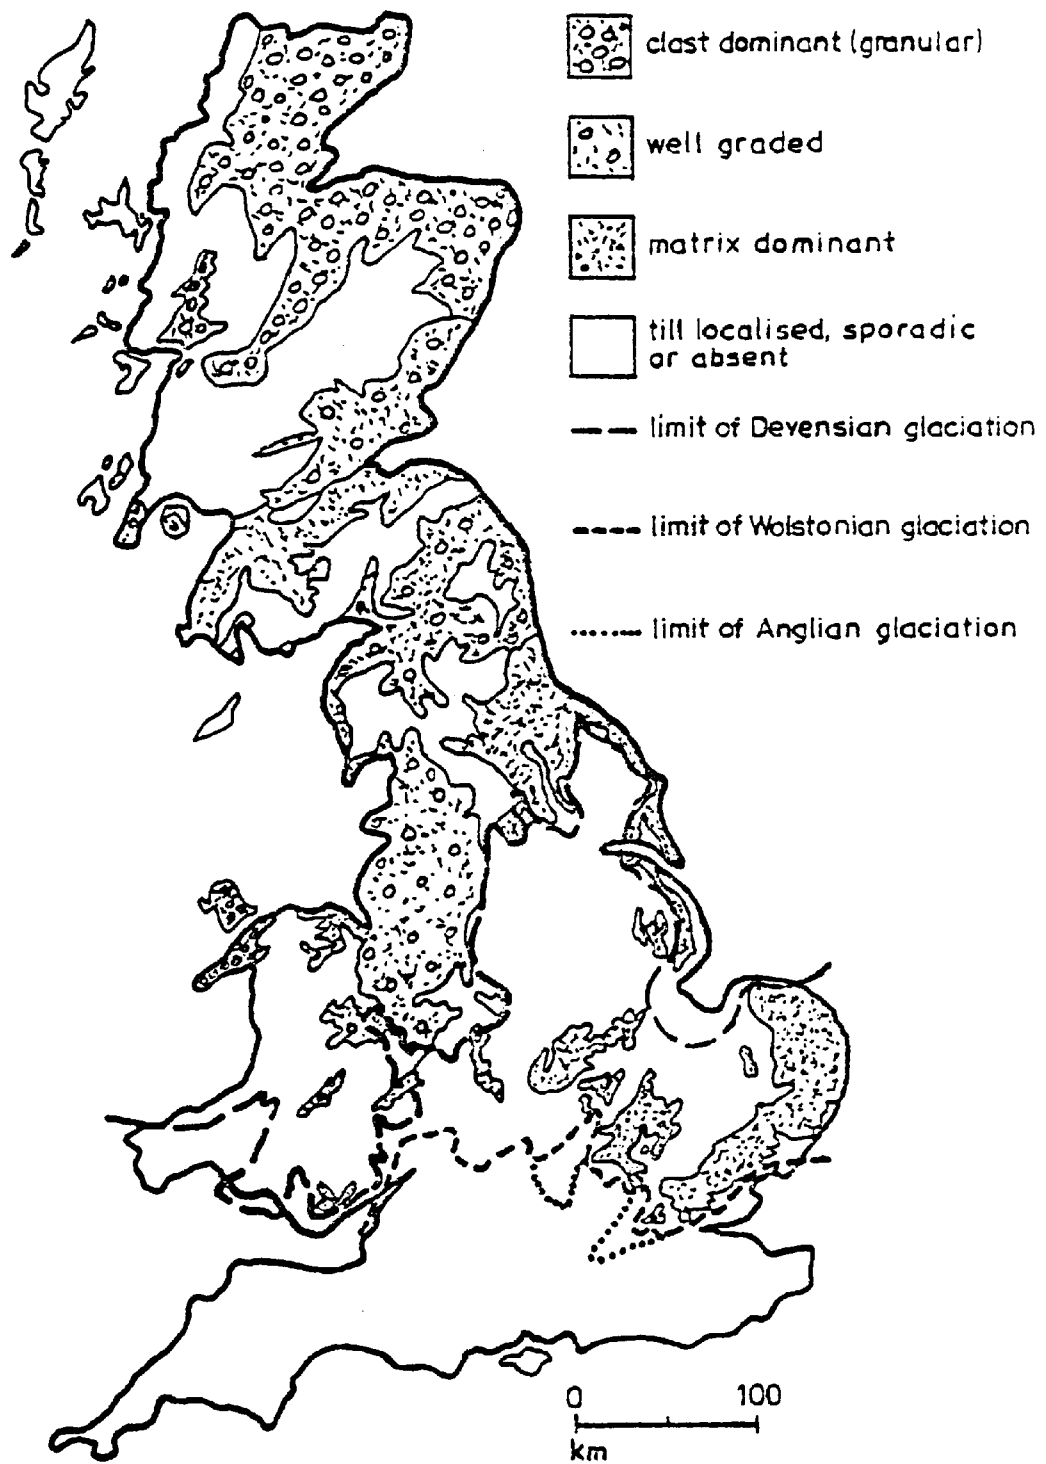 clast dominant (granular)
well graded
matrix dominant
till localised, sporadic
or absent
limit of Devensian glaciation
limit of Wolstonian glaciation
limit of Anglian glaciation
0 100
km